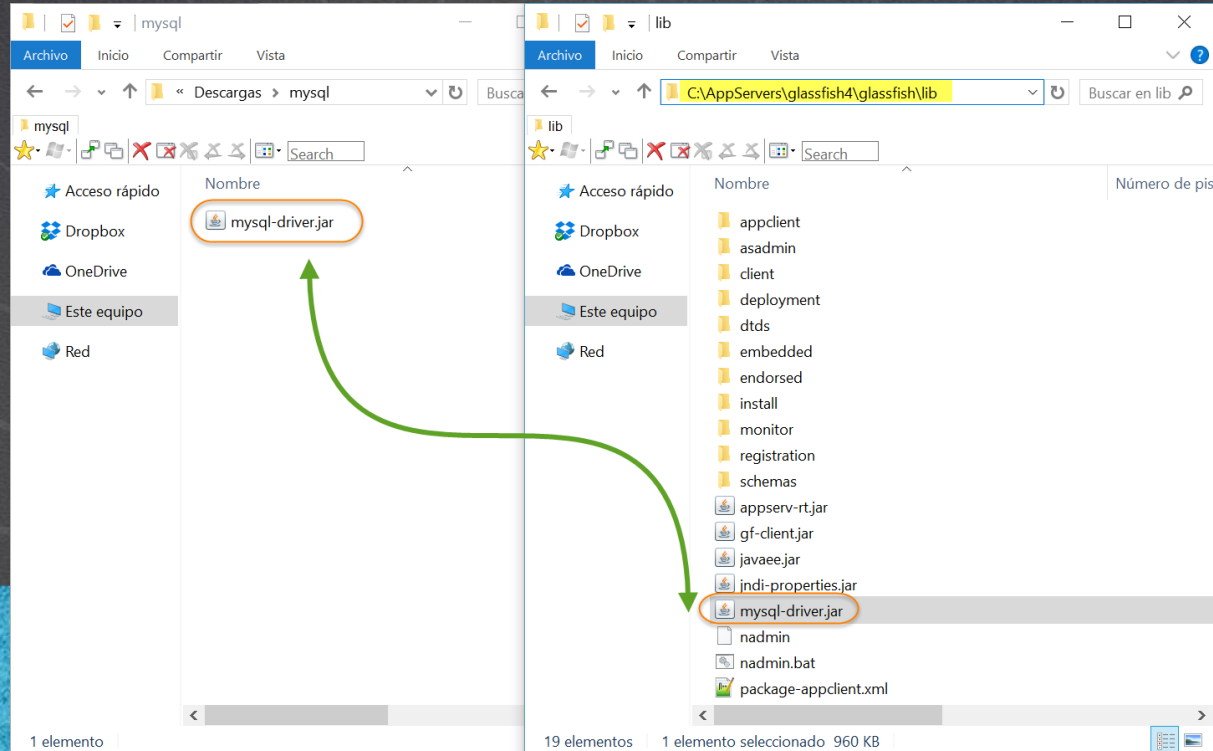 mysql
Archivo Inicio Compartir Vista
« Descargas > mysql
Busca
mysql
Search
Acceso rápido
Dropbox
OneDrive
Este equipo
Red
Nombre
mysql-driver.jar
1 elemento
lib
Archivo Inicio Compartir Vista
C:\AppServers\glassfish4\glassfish\lib
Buscar en lib
lib
Search
Acceso rápido
Dropbox
OneDrive
Este equipo
Red
Nombre Número de pis
appclient
asadmin
client
deployment
dtds
embedded
endorsed
install
monitor
registration
schemas
appserv-rt.jar
gf-client.jar
javaee.jar
jndi-properties.jar
mysql-driver.jar
nadmin
nadmin.bat
package-appclient.xml
19 elementos 1 elemento seleccionado 960 KB